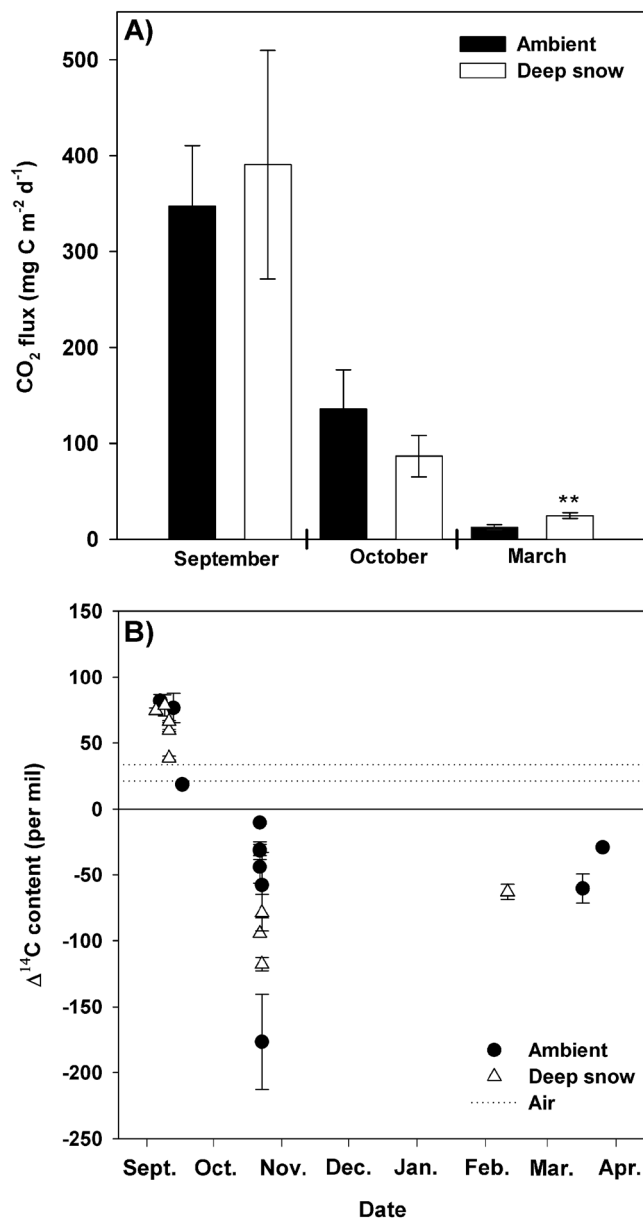 A)
Ambient
Deep snow
500
400
300
200
100
0
CO₂ flux (mg C m⁻² d⁻¹)
**
September October March
B)
150
100
50
0
-50
-100
-150
-200
-250
Δ¹⁴C content (per mil)
Ambient
Deep snow
Air
Sept. Oct. Nov. Dec. Jan. Feb. Mar. Apr.
Date